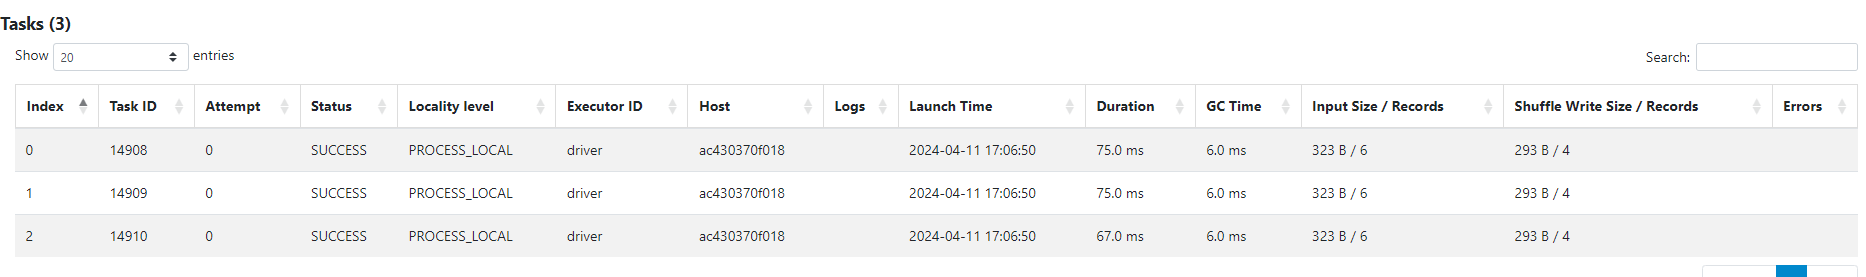 Tasks (3)
Show 20 entries Search:
Index Task ID Attempt Status Locality level Executor ID Host Logs Launch Time Duration GC Time Input Size / Records Shuffle Write Size / Records Errors
0 14908 0 SUCCESS PROCESS_LOCAL driver ac430370f018 2024-04-11 17:06:50 75.0 ms 6.0 ms 323 B / 6 293 B / 4
1 14909 0 SUCCESS PROCESS_LOCAL driver ac430370f018 2024-04-11 17:06:50 75.0 ms 6.0 ms 323 B / 6 293 B / 4
2 14910 0 SUCCESS PROCESS_LOCAL driver ac430370f018 2024-04-11 17:06:50 67.0 ms 6.0 ms 323 B / 6 293 B / 4